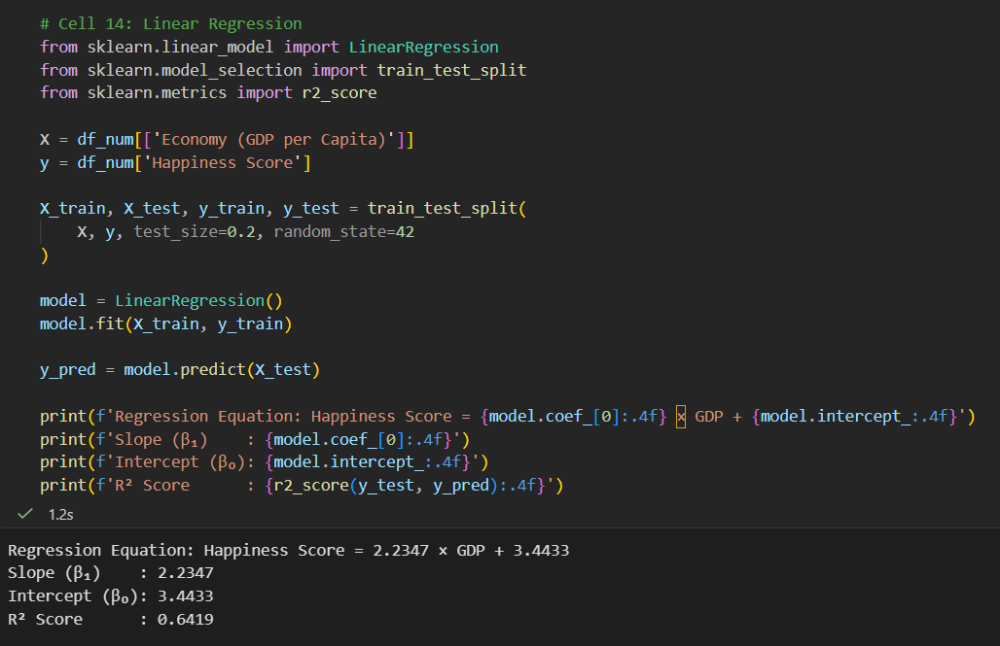 # Cell 14: Linear Regression
from sklearn.linear_model import LinearRegression
from sklearn.model_selection import train_test_split
from sklearn.metrics import r2_score

X = df_num[['Economy (GDP per Capita)']]
y = df_num['Happiness Score']

X_train, X_test, y_train, y_test = train_test_split(
    X, y, test_size=0.2, random_state=42
)

model = LinearRegression()
model.fit(X_train, y_train)

y_pred = model.predict(X_test)

print(f'Regression Equation: Happiness Score = {model.coef_[0]:.4f} × GDP + {model.intercept_:.4f}')
print(f'Slope (β₁)    : {model.coef_[0]:.4f}')
print(f'Intercept (β₀): {model.intercept_:.4f}')
print(f'R² Score      : {r2_score(y_test, y_pred):.4f}')
1.2s
Regression Equation: Happiness Score = 2.2347 × GDP + 3.4433
Slope (β₁)    : 2.2347
Intercept (β₀): 3.4433
R² Score      : 0.6419